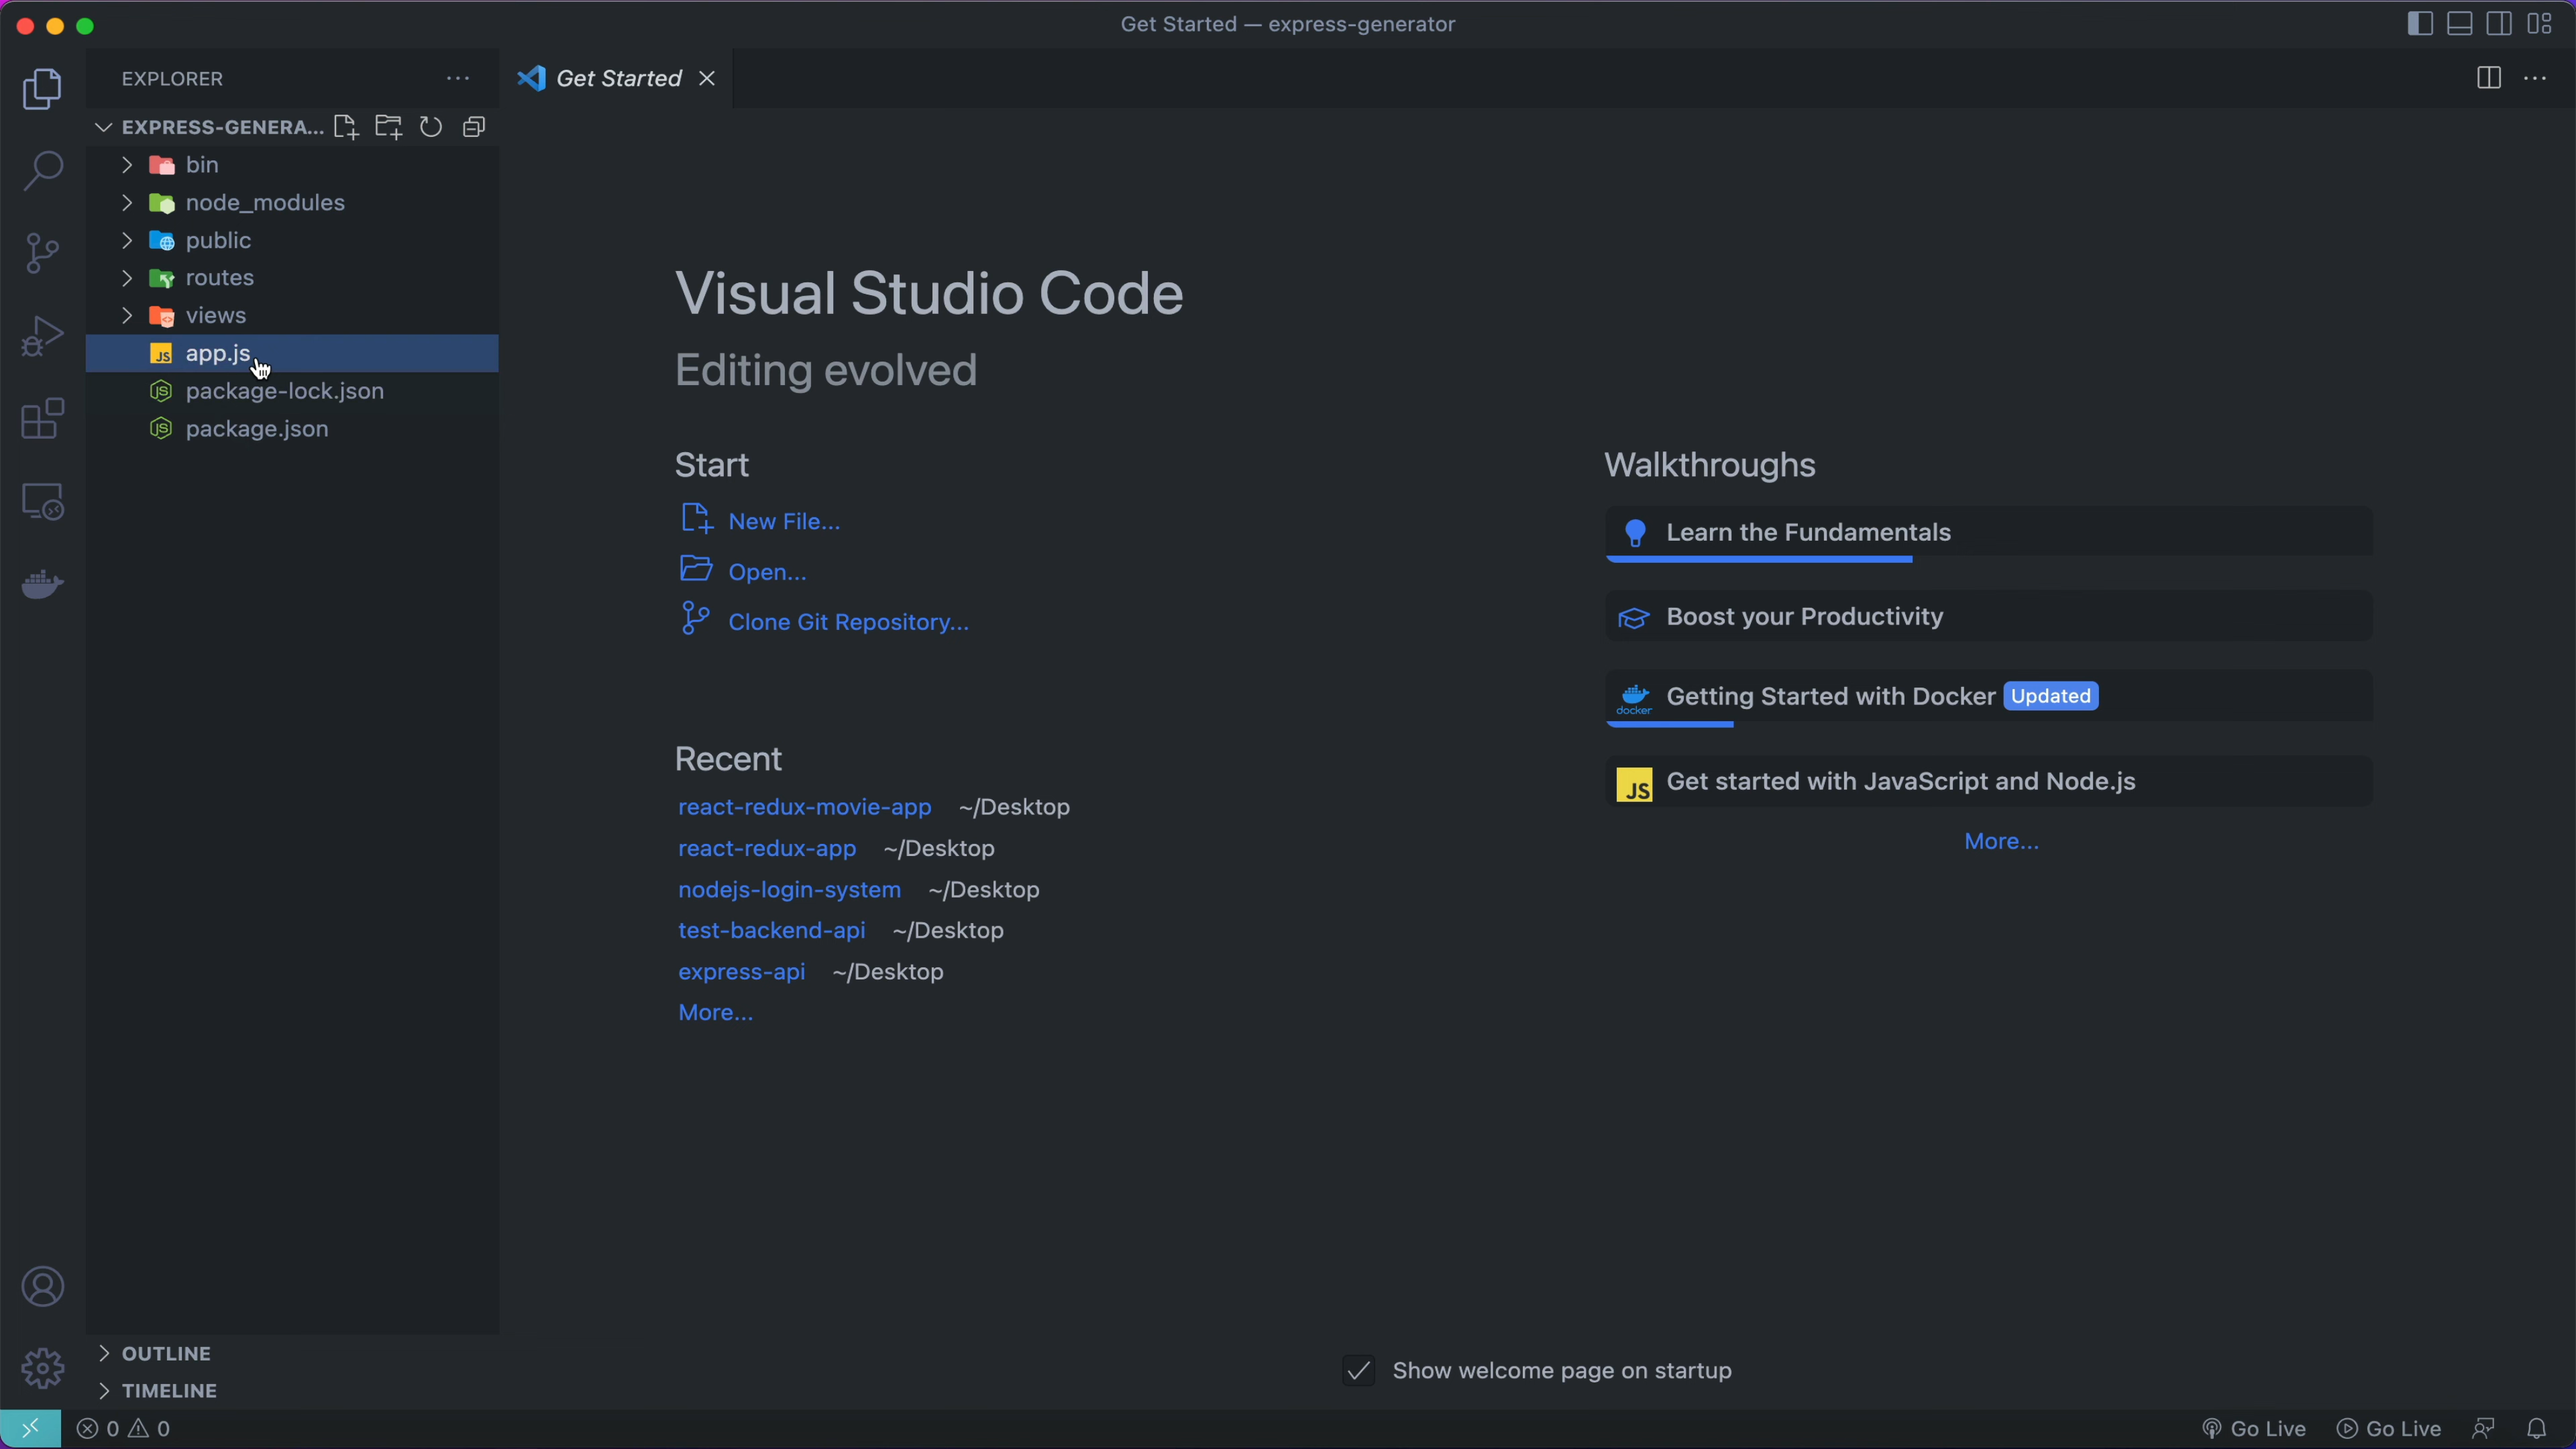 Get Started — express-generator
EXPLORER
Get Started
EXPRESS-GENERA...
bin
node_modules
public
routes
views
JS app.js
JS package-lock.json
JS package.json
Visual Studio Code
Editing evolved
Start
New File...
Open...
Clone Git Repository...
Recent
react-redux-movie-app ~/Desktop
react-redux-app ~/Desktop
nodejs-login-system ~/Desktop
test-backend-api ~/Desktop
express-api ~/Desktop
More...
Walkthroughs
Learn the Fundamentals
Boost your Productivity
docker Getting Started with Docker Updated
JS Get started with JavaScript and Node.js
More...
Show welcome page on startup
OUTLINE
TIMELINE
0 0
Go Live Go Live